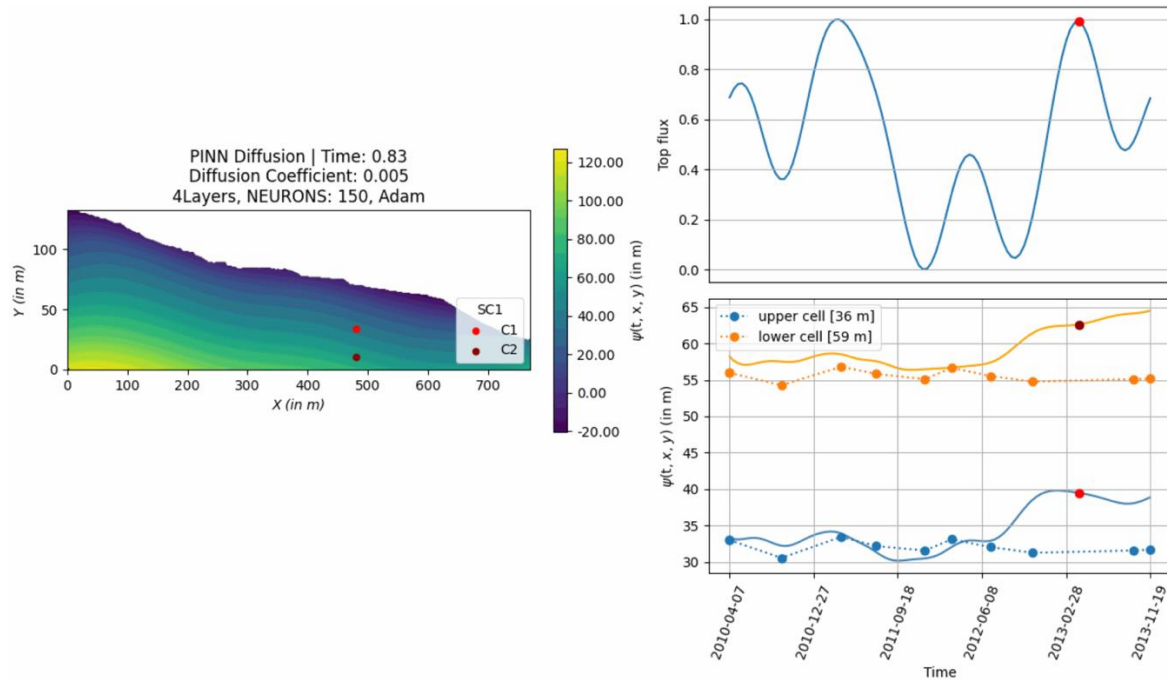 PINN Diffusion | Time: 0.83
Diffusion Coefficient: 0.005
4Layers, NEURONS: 150, Adam
Y (in m)
100
50
0
0 100 200 300 400 500 600 700
X (in m)
SC1
C1
C2
120.00
100.00
80.00
60.00
40.00
20.00
0.00
-20.00
ψ(t, x, y) (in m)
Top flux
1.0
0.8
0.6
0.4
0.2
0.0
upper cell [36 m]
lower cell [59 m]
ψ(t, x, y) (in m)
65
60
55
50
45
40
35
30
2010-04-07
2010-12-27
2011-09-18
2012-06-08
2013-02-28
2013-11-19
Time